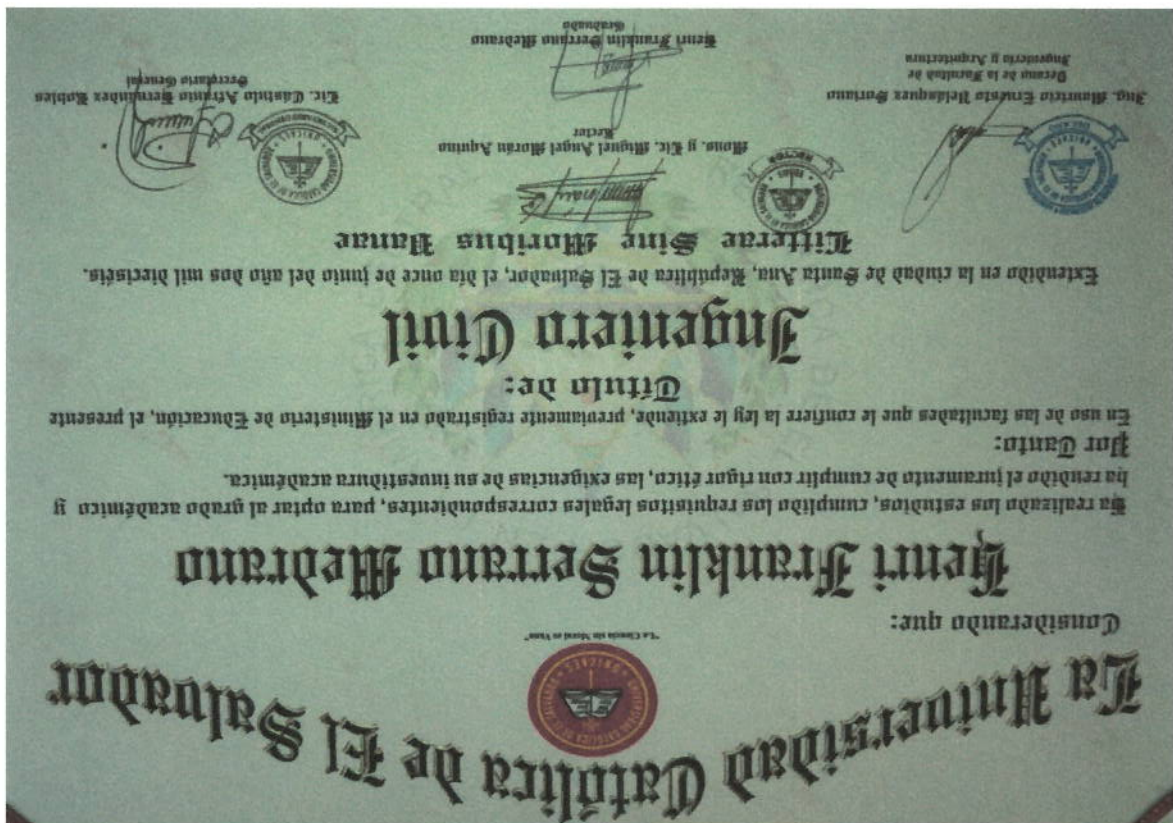 La Universidad Católica de El Salvador
"La Ciencia sin Moral es Vana"
Considerando que:
Henri Franklin Serrano Medrano
Ha realizado los estudios, cumplido los requisitos legales correspondientes, para optar al grado académico y
ha rendido el juramento de cumplir con rigor ético, las exigencias de su investidura académica.
Por Tanto:
En uso de las facultades que le confiere la ley le extiende, previamente registrado en el Ministerio de Educación, el presente
Título de:
Ingeniero Civil
Extendido en la ciudad de Santa Ana, República de El Salvador, el día once de junio del año dos mil dieciséis.
Litterae Sine Moribus Vanae
RECTOR
DECANO
Mons. y Lic. Miguel Angel Morán Aquino
Rector
Ing. Mauricio Ernesto Velásquez Soriano
Decano de la Facultad de
Ingeniería y Arquitectura
Lic. Cástulo Afranio Hernández Robles
Secretario General
Henri Franklin Serrano Medrano
Graduado